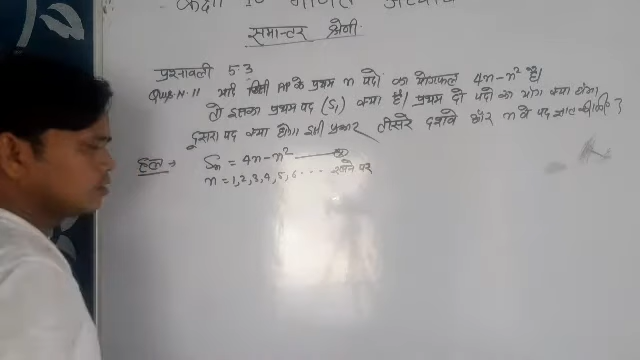 कक्षा 10 गणित अध्याय
समान्तर श्रेणी
प्रश्नावली 5.3
Ques.N.11 यदि किसी AP के प्रथम n पदों का योगफल 4n-n² है।
तो इसका प्रथम पद (S₁) क्या है। प्रथम दो पदों का योग क्या होगा
दूसरा पद क्या होगा। इसी प्रकार तीसरे दसवें और n वें पद ज्ञात कीजिए?
हल → Sn = 4n-n²
n = 1,2,3,4,5,6... रखने पर